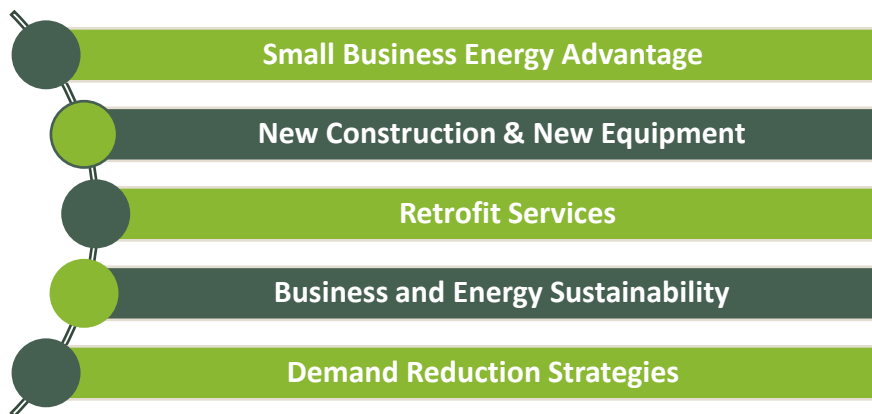 Small Business Energy Advantage
New Construction & New Equipment
Retrofit Services
Business and Energy Sustainability
Demand Reduction Strategies